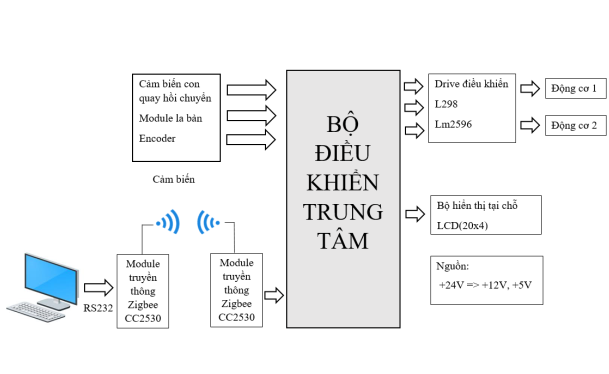 Cảm biến con
quay hồi chuyển
Module la bàn
Encoder
Cảm biến
BỘ
ĐIỀU
KHIỂN
TRUNG
TÂM
Drive điều khiển
L298
Lm2596
Động cơ 1
Động cơ 2
Bộ hiển thị tại chỗ
LCD(20x4)
Nguồn:
+24V => +12V, +5V
RS232
Module
truyền
thông
Zigbee
CC2530
Module
truyền
thông
Zigbee
CC2530